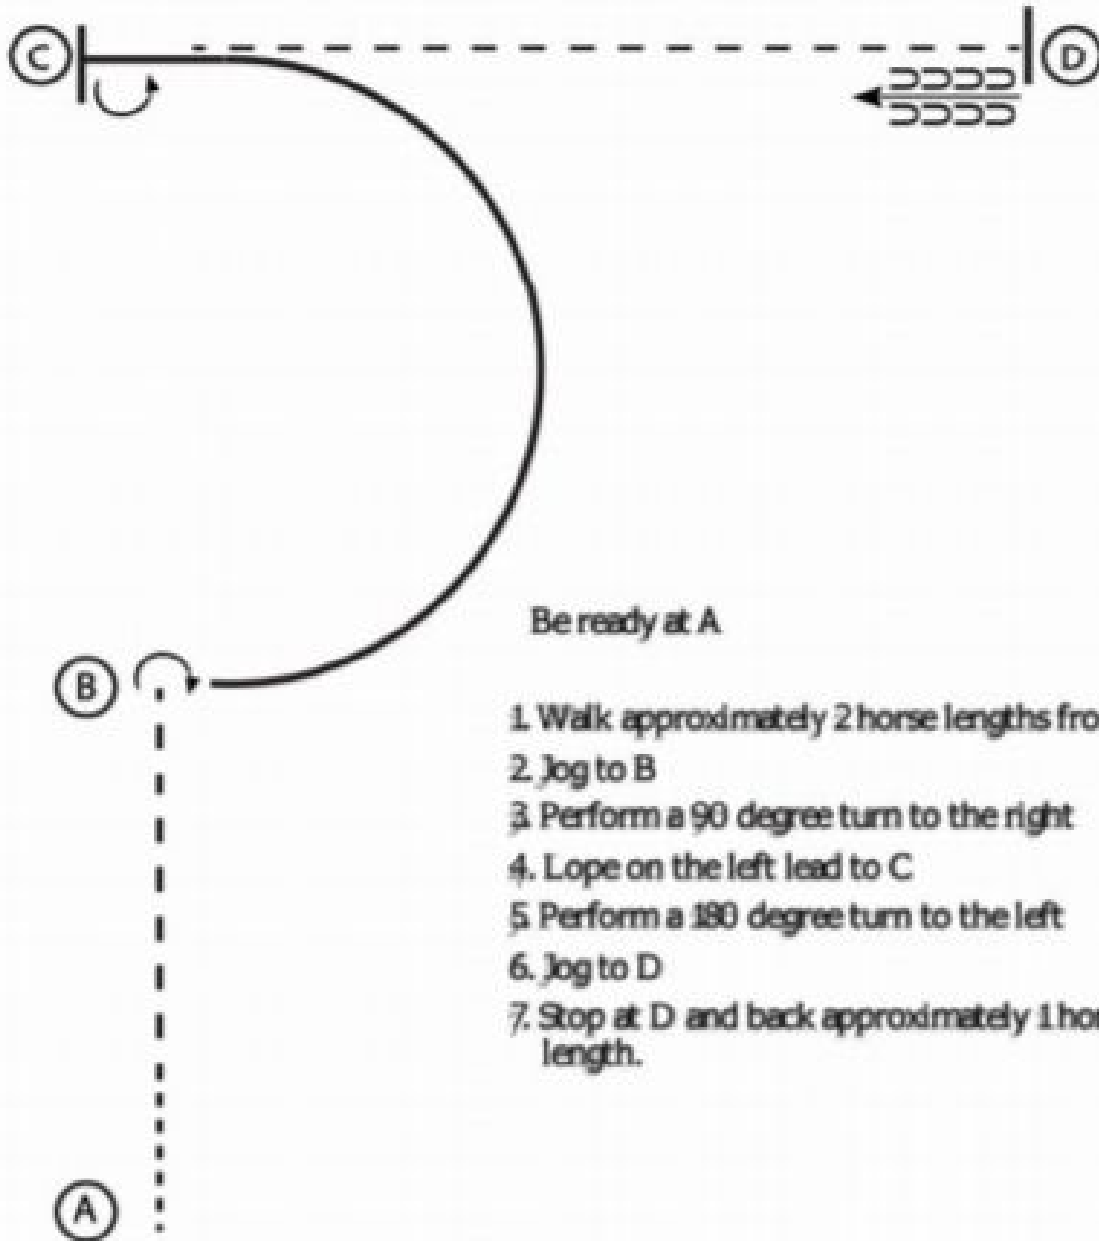 C
D
Be ready at A
B
1. Walk approximately 2 horse lengths fro
2. Jog to B
3. Perform a 90 degree turn to the right
4. Lope on the left lead to C
5. Perform a 180 degree turn to the left
6. Jog to D
7. Stop at D and back approximately 1 hor
length.
A